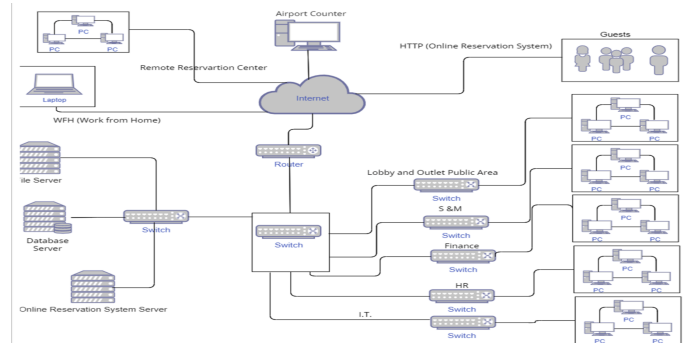 Airport Counter
PC
PC
PC
HTTP (Online Reservation System)
Guests
Remote Reservartion Center
Internet
Laptop
WFH (Work from Home)
PC
PC
PC
Router
Lobby and Outlet Public Area
Switch
PC
PC
PC
ile Server
S &M
Switch
Switch
Switch
PC
PC
PC
Database
Server
Finance
Switch
HR
Switch
PC
PC
PC
Online Reservation System Server
I.T.
Switch
PC
PC
PC